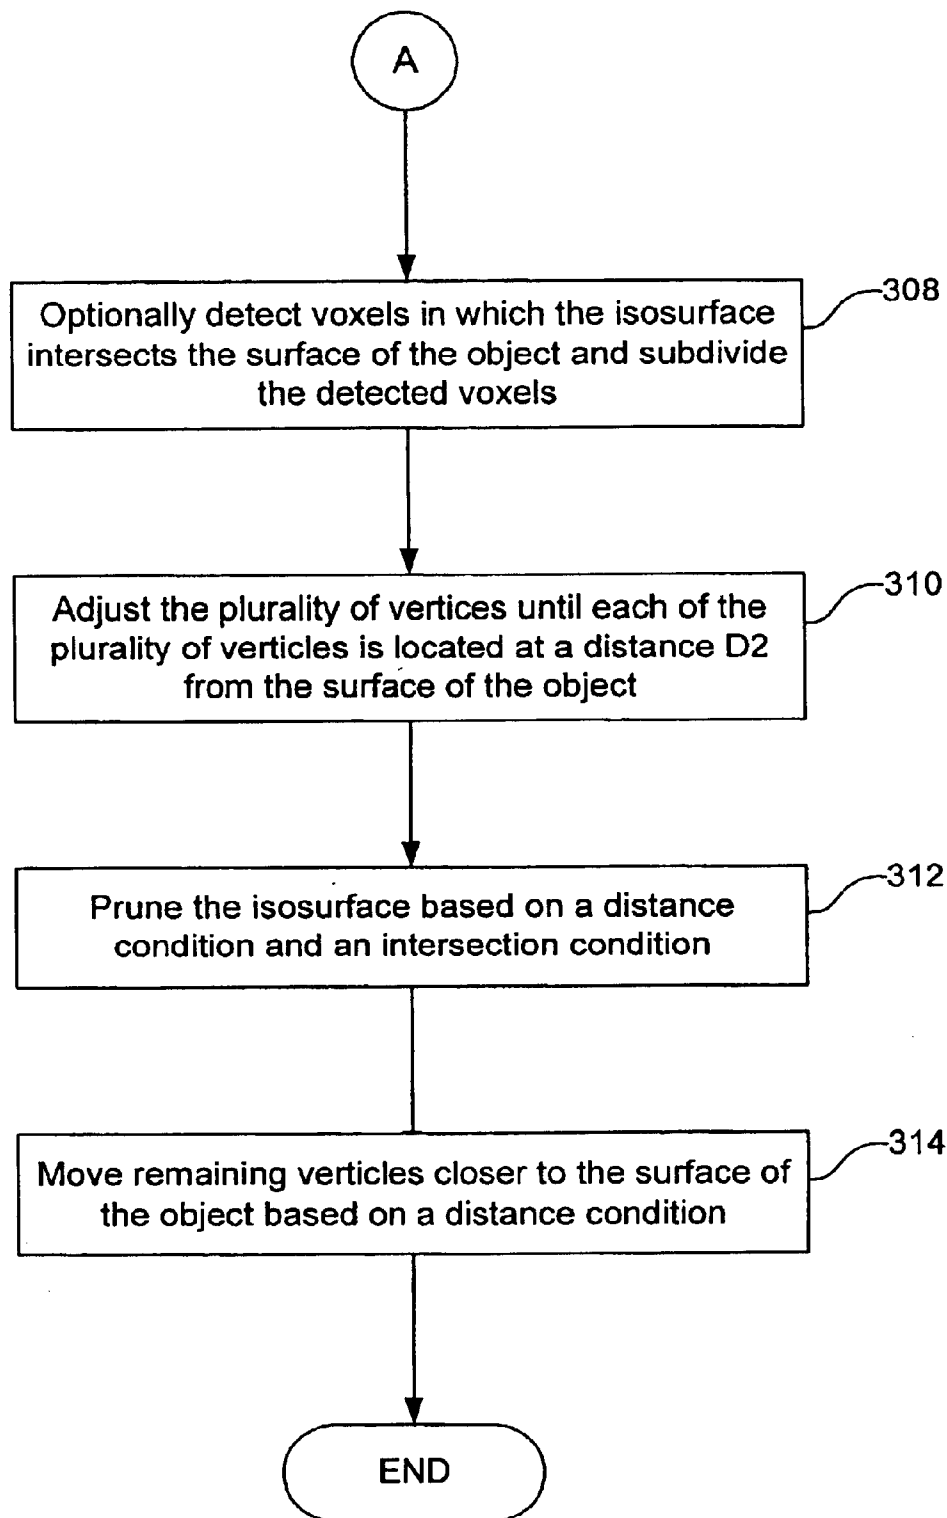 A
308
Optionally detect voxels in which the isosurface
intersects the surface of the object and subdivide
the detected voxels
310
Adjust the plurality of vertices until each of the
plurality of verticles is located at a distance D2
from the surface of the object
312
Prune the isosurface based on a distance
condition and an intersection condition
314
Move remaining verticles closer to the surface of
the object based on a distance condition
END